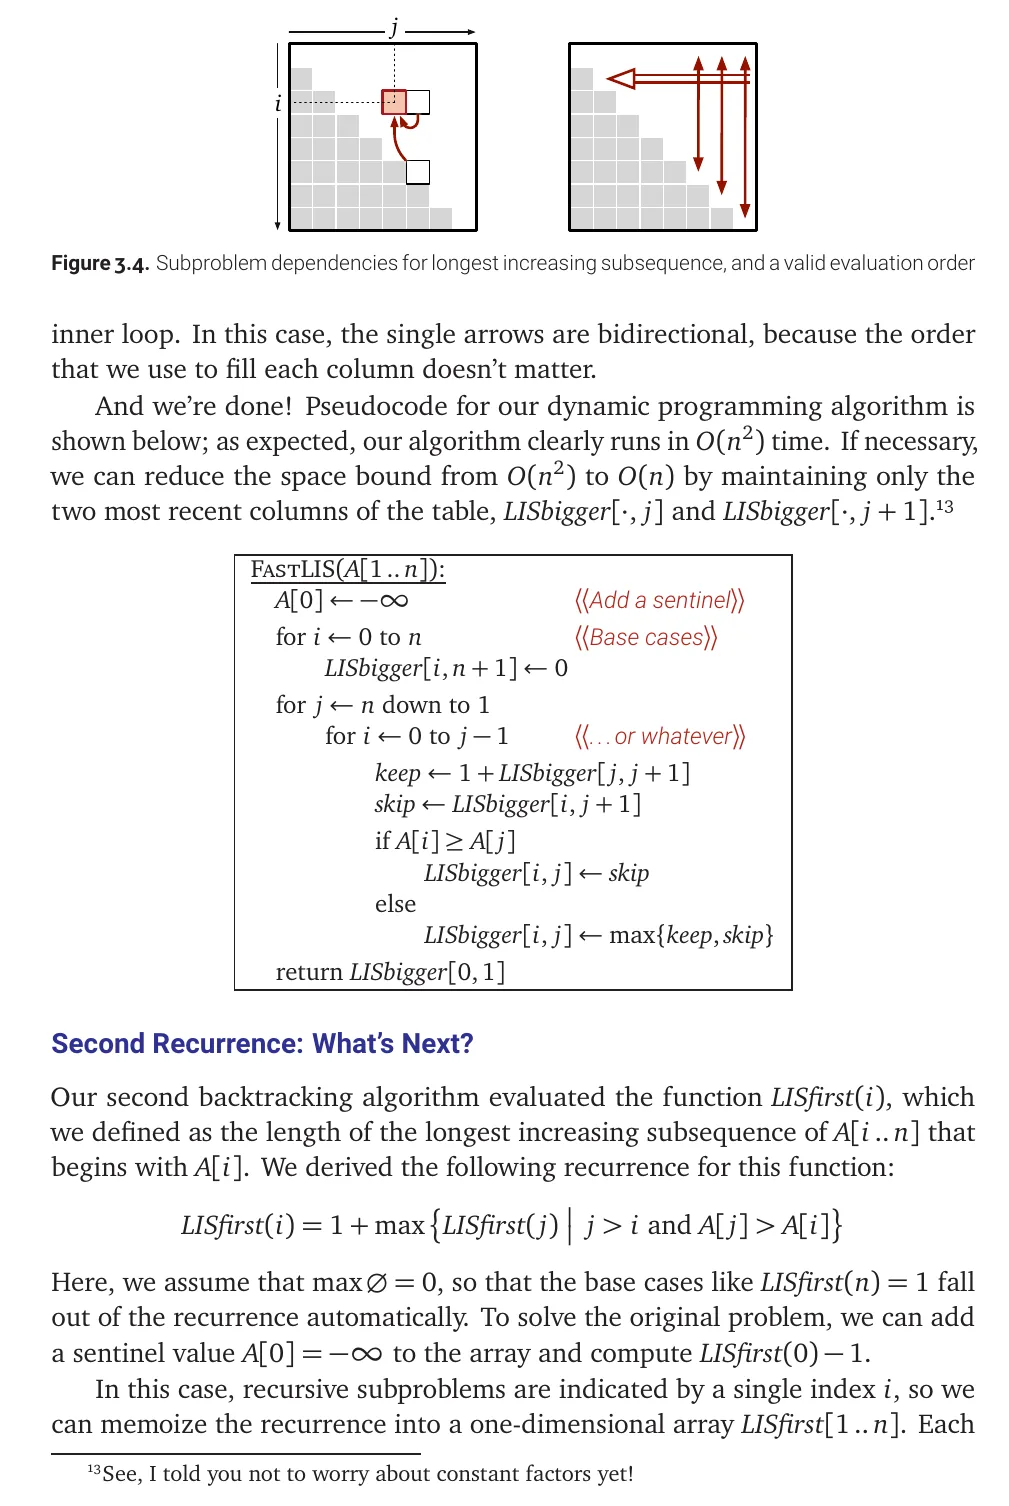 j
i
Figure 3.4. Subproblem dependencies for longest increasing subsequence, and a valid evaluation order
inner loop. In this case, the single arrows are bidirectional, because the order
that we use to fill each column doesn’t matter.
And we’re done! Pseudocode for our dynamic programming algorithm is
shown below; as expected, our algorithm clearly runs in O(n²) time. If necessary,
we can reduce the space bound from O(n²) to O(n) by maintaining only the
two most recent columns of the table, LISbigger[·, j] and LISbigger[·, j + 1].¹³
FastLIS(A[1 .. n]):
A[0] ← −∞ ⟨⟨Add a sentinel⟩⟩
for i ← 0 to n ⟨⟨Base cases⟩⟩
LISbigger[i, n + 1] ← 0
for j ← n down to 1
for i ← 0 to j − 1 ⟨⟨. . . or whatever⟩⟩
keep ← 1 + LISbigger[j, j + 1]
skip ← LISbigger[i, j + 1]
if A[i] ≥ A[j]
LISbigger[i, j] ← skip
else
LISbigger[i, j] ← max{keep, skip}
return LISbigger[0, 1]
Second Recurrence: What’s Next?
Our second backtracking algorithm evaluated the function LISfirst(i), which
we defined as the length of the longest increasing subsequence of A[i .. n] that
begins with A[i]. We derived the following recurrence for this function:
LISfirst(i) = 1 + max {LISfirst(j) | j > i and A[j] > A[i]}
Here, we assume that max ∅ = 0, so that the base cases like LISfirst(n) = 1 fall
out of the recurrence automatically. To solve the original problem, we can add
a sentinel value A[0] = −∞ to the array and compute LISfirst(0) − 1.
In this case, recursive subproblems are indicated by a single index i, so we
can memoize the recurrence into a one-dimensional array LISfirst[1 .. n]. Each
¹³See, I told you not to worry about constant factors yet!